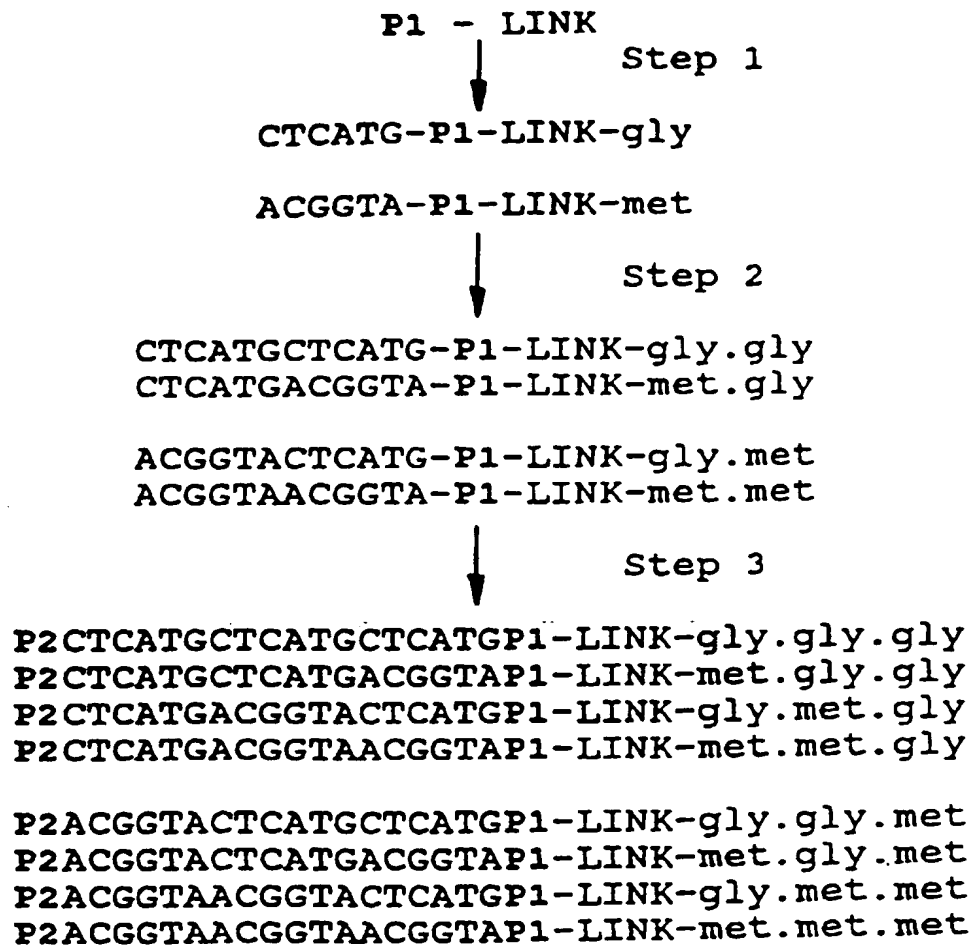 P1 - LINK
Step 1
CTCATG-P1-LINK-gly
ACGGTA-P1-LINK-met
Step 2
CTCATGCTCATG-P1-LINK-gly.gly
CTCATGACGGTA-P1-LINK-met.gly
ACGGTACTCATG-P1-LINK-gly.met
ACGGTAACGGTA-P1-LINK-met.met
Step 3
P2CTCATGCTCATGCTCATGP1-LINK-gly.gly.gly
P2CTCATGCTCATGACGGTAP1-LINK-met.gly.gly
P2CTCATGACGGTACTCATGP1-LINK-gly.met.gly
P2CTCATGACGGTAACGGTAP1-LINK-met.met.gly
P2ACGGTACTCATGCTCATGP1-LINK-gly.gly.met
P2ACGGTACTCATGACGGTAP1-LINK-met.gly.met
P2ACGGTAACGGTACTCATGP1-LINK-gly.met.met
P2ACGGTAACGGTAACGGTAP1-LINK-met.met.met